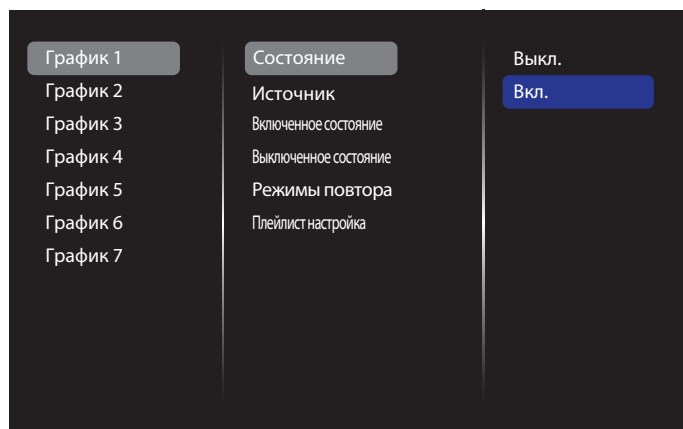 График 1
График 2
График 3
График 4
График 5
График 6
График 7
Состояние
Источник
Включенное состояние
Выключенное состояние
Режимы повтора
Плейлист настройка
Выкл.
Вкл.